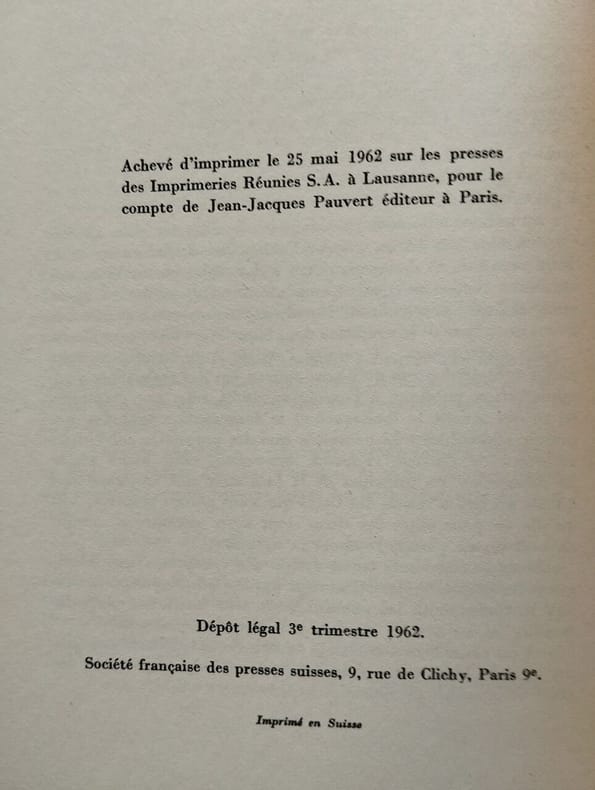 Achevé d'imprimer le 25 mai 1962 sur les presses
des Imprimeries Réunies S.A. à Lausanne, pour le
compte de Jean-Jacques Pauvert éditeur à Paris.
Dépôt légal 3e trimestre 1962.
Société française des presses suisses, 9, rue de Clichy, Paris 9e.
Imprimé en Suisse